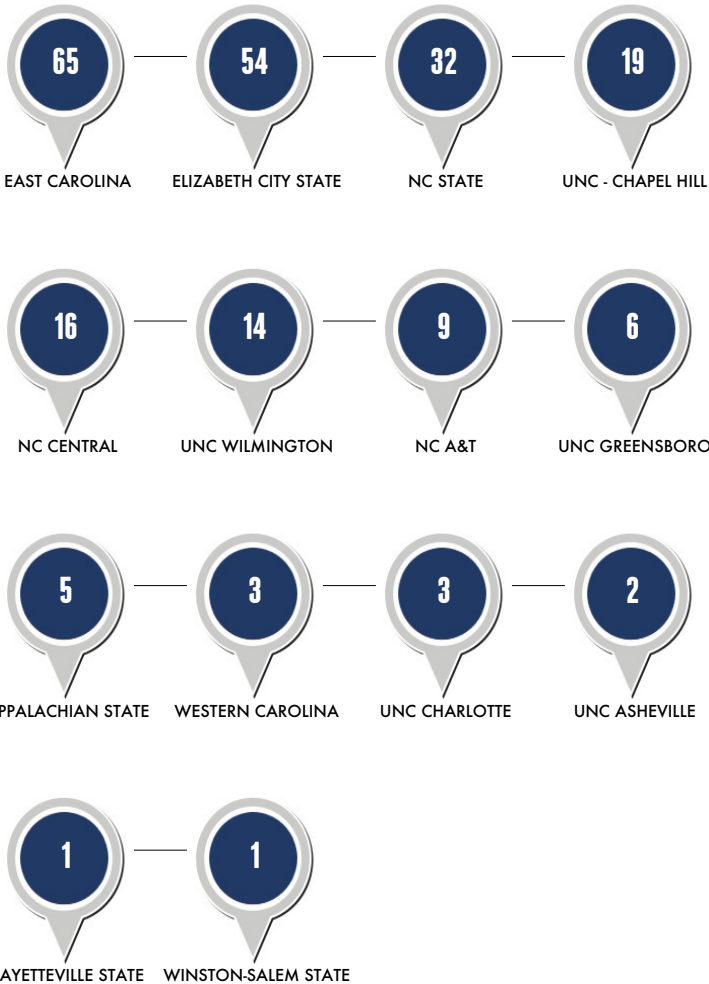 65 54 32 19
EAST CAROLINA ELIZABETH CITY STATE NC STATE UNC - CHAPEL HILL
16 14 9 6
NC CENTRAL UNC WILMINGTON NC A&T UNC GREENSBORO
5 3 3 2
PPALACHIAN STATE WESTERN CAROLINA UNC CHARLOTTE UNC ASHEVILLE
1 1
AYETTEVILLE STATE WINSTON-SALEM STATE